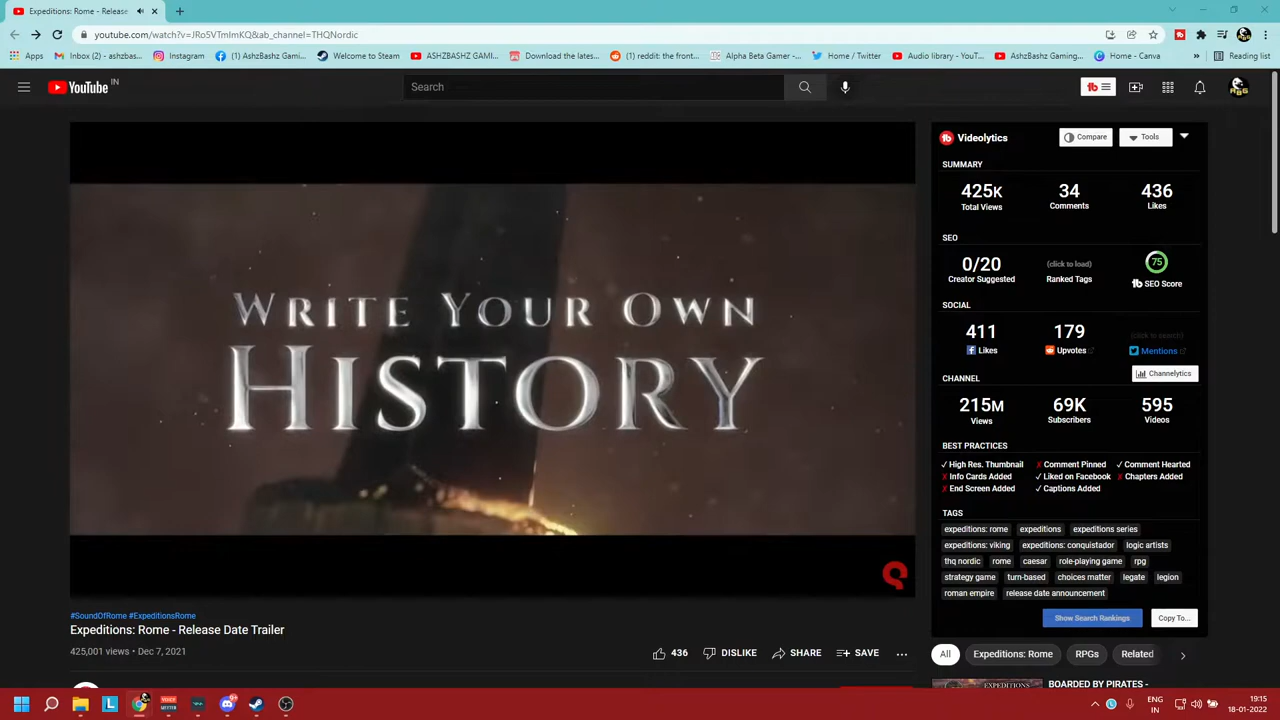 Expeditions: Rome - Release
youtube.com/watch?v=JRo5VTmImKQ&ab_channel=THQNordic
Apps
Inbox (2) - ashzbas...
Instagram
(1) AshzBashz Gami...
Welcome to Steam
ASHZBASHZ GAMI...
Download the lates...
(1) reddit: the front...
Alpha Beta Gamer -...
Home / Twitter
Audio library - YouT...
AshzBashz Gaming...
Home - Canva
»
Reading list
YouTube IN
Search
Videolytics
Compare
Tools
SUMMARY
425K
34
436
Total Views
Comments
Likes
SEO
0/20
(click to load)
75
Creator Suggested
Ranked Tags
tb SEO Score
SOCIAL
411
179
(click to search)
Likes
Upvotes
Mentions
Channelytics
CHANNEL
215M
69K
595
Views
Subscribers
Videos
BEST PRACTICES
✓ High Res. Thumbnail
✗ Comment Pinned
✓ Comment Hearted
✗ Info Cards Added
✓ Liked on Facebook
✗ Chapters Added
✗ End Screen Added
✓ Captions Added
TAGS
expeditions: rome
expeditions
expeditions series
expeditions: viking
expeditions: conquistador
logic artists
thq nordic
rome
caesar
role-playing game
rpg
strategy game
turn-based
choices matter
legate
legion
roman empire
release date announcement
Show Search Rankings
Copy To...
WRITE YOUR OWN
HISTORY
#SoundOfRome #ExpeditionsRome
Expeditions: Rome - Release Date Trailer
425,001 views • Dec 7, 2021
436
DISLIKE
SHARE
SAVE
...
All
Expeditions: Rome
RPGs
Related
BOARDED BY PIRATES -
ENG
IN
19:15
18-01-2022